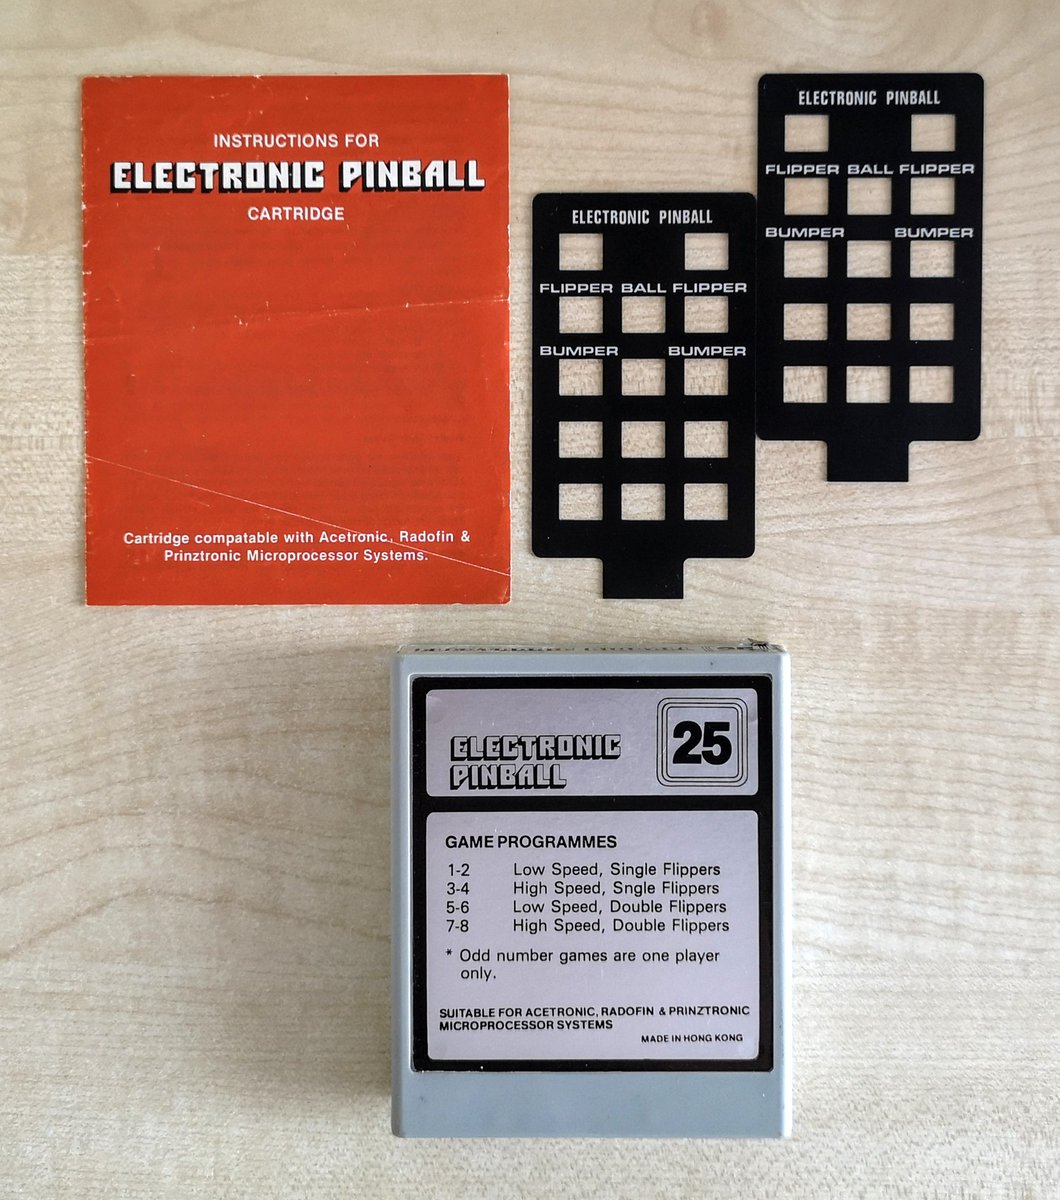 INSTRUCTIONS FOR
ELECTRONIC PINBALL
CARTRIDGE
Cartridge compatable with Acetronic, Radofin &
Prinztronic Microprocessor Systems.
ELECTRONIC PINBALL
FLIPPER BALL FLIPPER
BUMPER BUMPER
ELECTRONIC PINBALL
FLIPPER BALL FLIPPER
BUMPER BUMPER
ELECTRONIC
PINBALL
25
GAME PROGRAMMES
1-2 Low Speed, Single Flippers
3-4 High Speed, Sngle Flippers
5-6 Low Speed, Double Flippers
7-8 High Speed, Double Flippers
* Odd number games are one player
only.
SUITABLE FOR ACETRONIC, RADOFIN & PRINZTRONIC
MICROPROCESSOR SYSTEMS
MADE IN HONG KONG